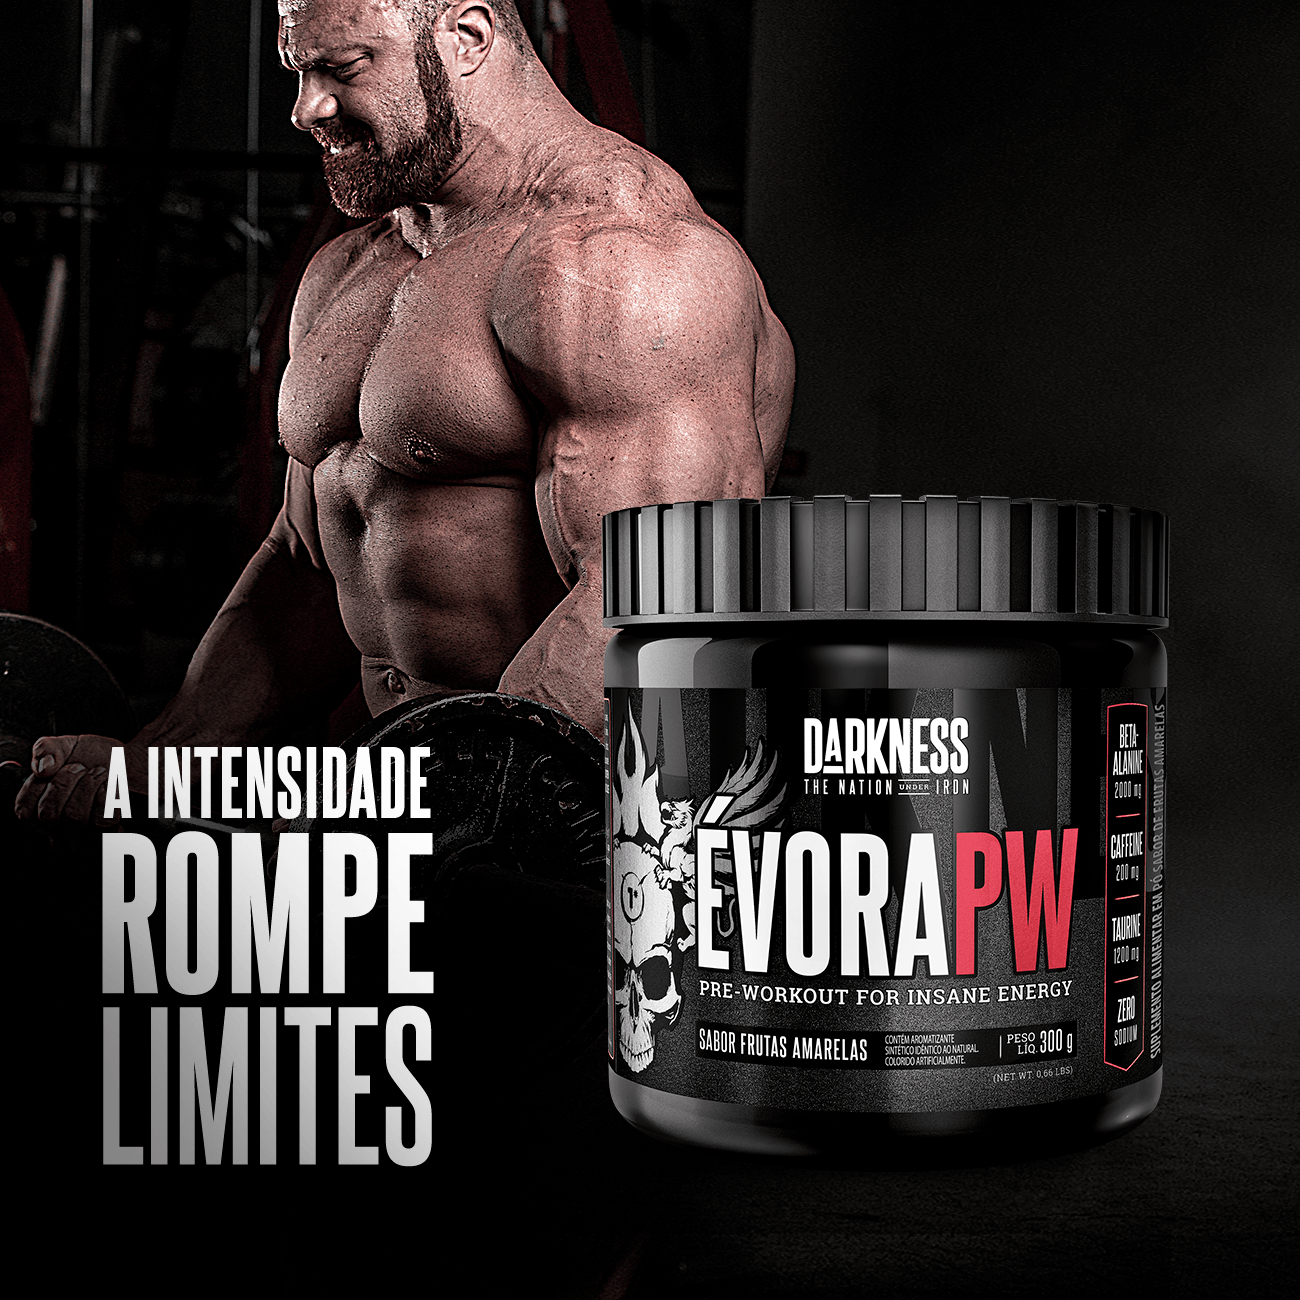 A INTENSIDADE
ROMPE
LIMITES
DARKNESS
THE NATION UNDER IRON
ÉVORAPW
PRE-WORKOUT FOR INSANE ENERGY
SABOR FRUTAS AMARELAS
CONTÉM AROMATIZANTE
SINTÉTICO IDÊNTICO AO NATURAL.
COLORIDO ARTIFICIALMENTE.
PESO
LÍQ. 300 g
(NET WT. 0,66 LBS)
BETA-
ALANINE
2000 mg
CAFFEINE
200 mg
TAURINE
1200 mg
ZERO
SODIUM
SUPLEMENTO ALIMENTAR EM PÓ SABOR DE FRUTAS AMARELAS